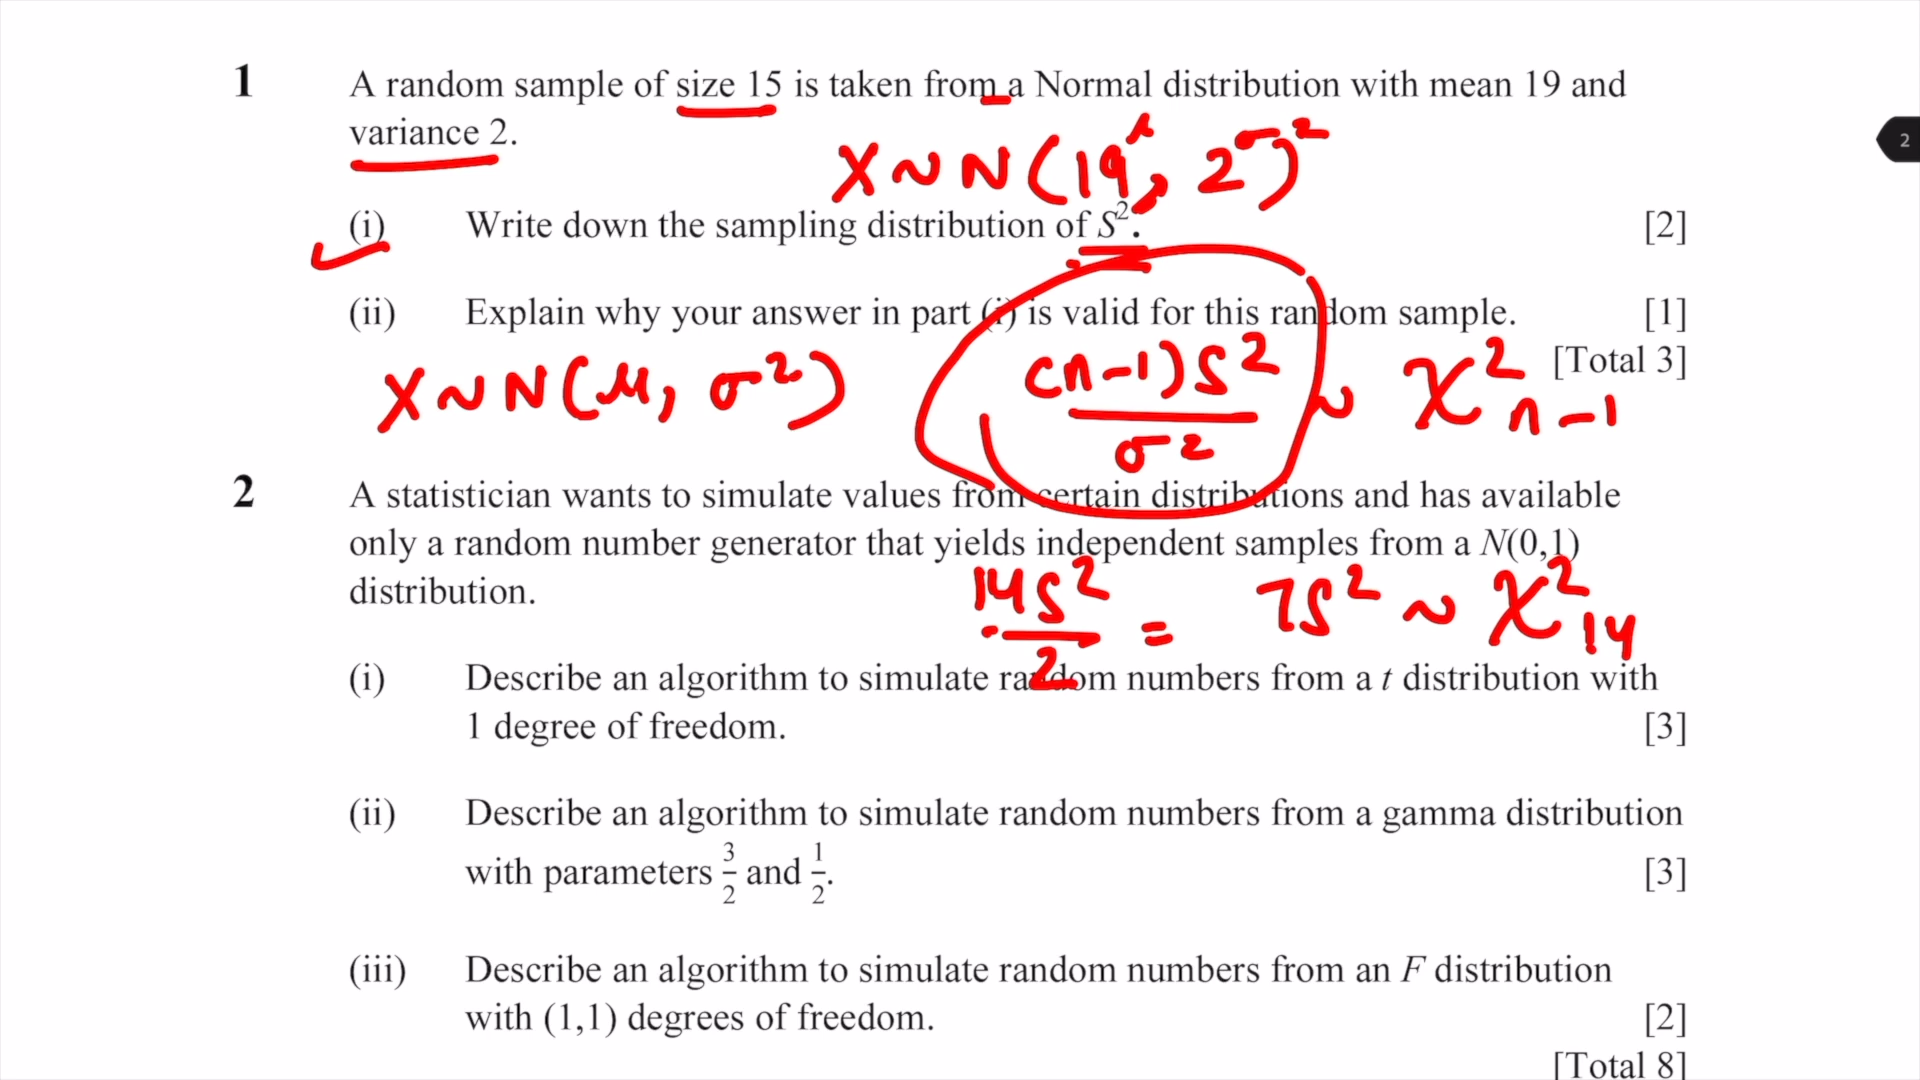 1 A random sample of size 15 is taken from a Normal distribution with mean 19 and
variance 2.
X ~ N(19^μ, 2^σ²)
(i) Write down the sampling distribution of S². [2]
(ii) Explain why your answer in part (i) is valid for this random sample. [1]
[Total 3]
X ~ N(μ, σ²) (n-1)S²/σ² ~ χ²n-1
2 A statistician wants to simulate values from certain distributions and has available
only a random number generator that yields independent samples from a N(0,1)
distribution.
14S²/2 = 7S² ~ χ²14
(i) Describe an algorithm to simulate random numbers from a t distribution with
1 degree of freedom. [3]
(ii) Describe an algorithm to simulate random numbers from a gamma distribution
with parameters 3/2 and 1/2. [3]
(iii) Describe an algorithm to simulate random numbers from an F distribution
with (1,1) degrees of freedom. [2]
[Total 8]
2